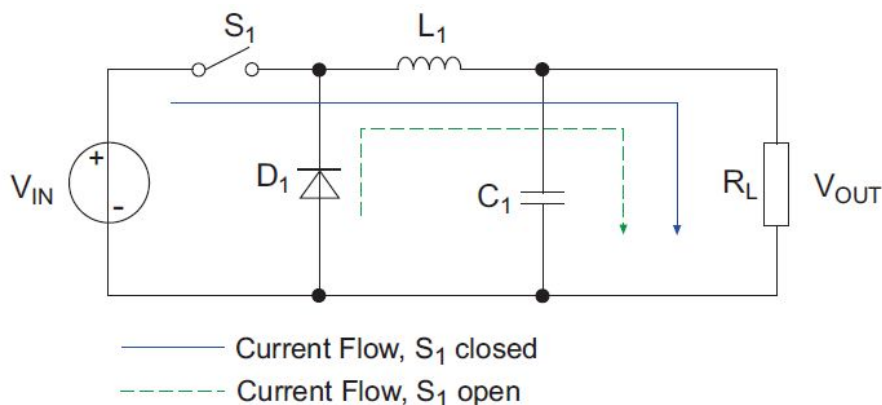 S1
L1
+
-
VIN
D1
C1
RL
VOUT
Current Flow, S1 closed
Current Flow, S1 open